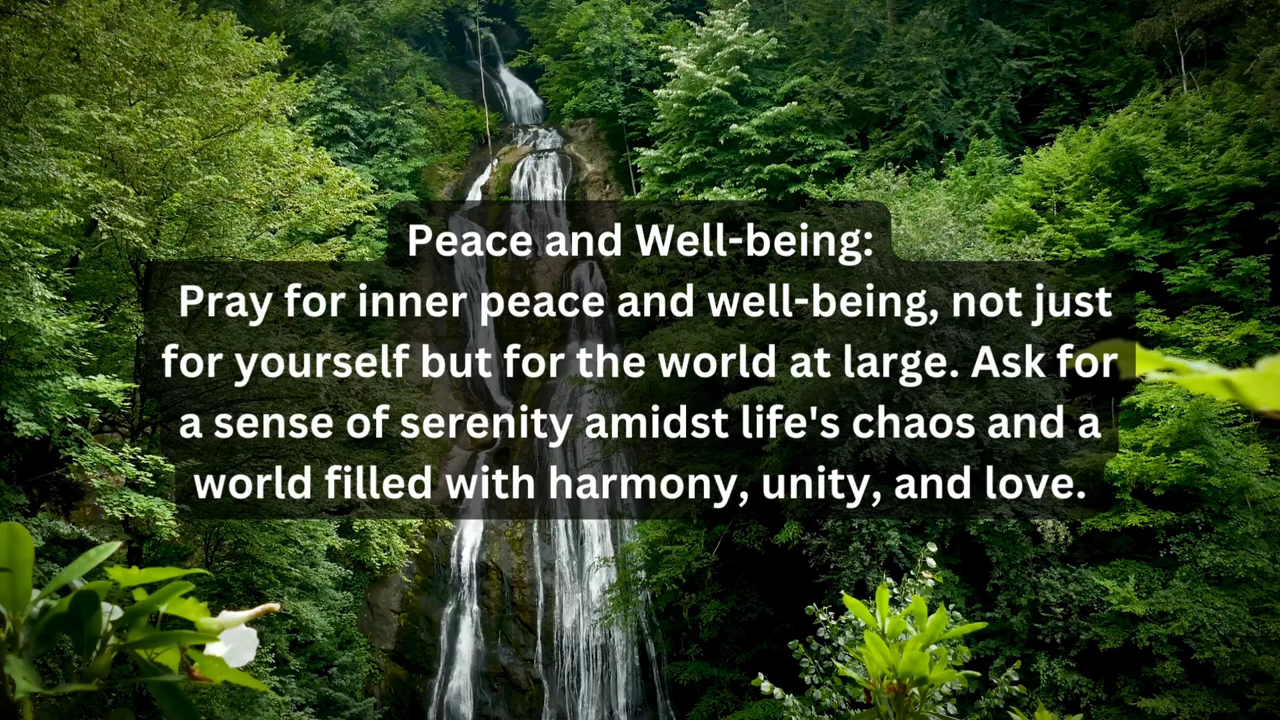 Peace and Well-being:
Pray for inner peace and well-being, not just
for yourself but for the world at large. Ask for
a sense of serenity amidst life's chaos and a
world filled with harmony, unity, and love.